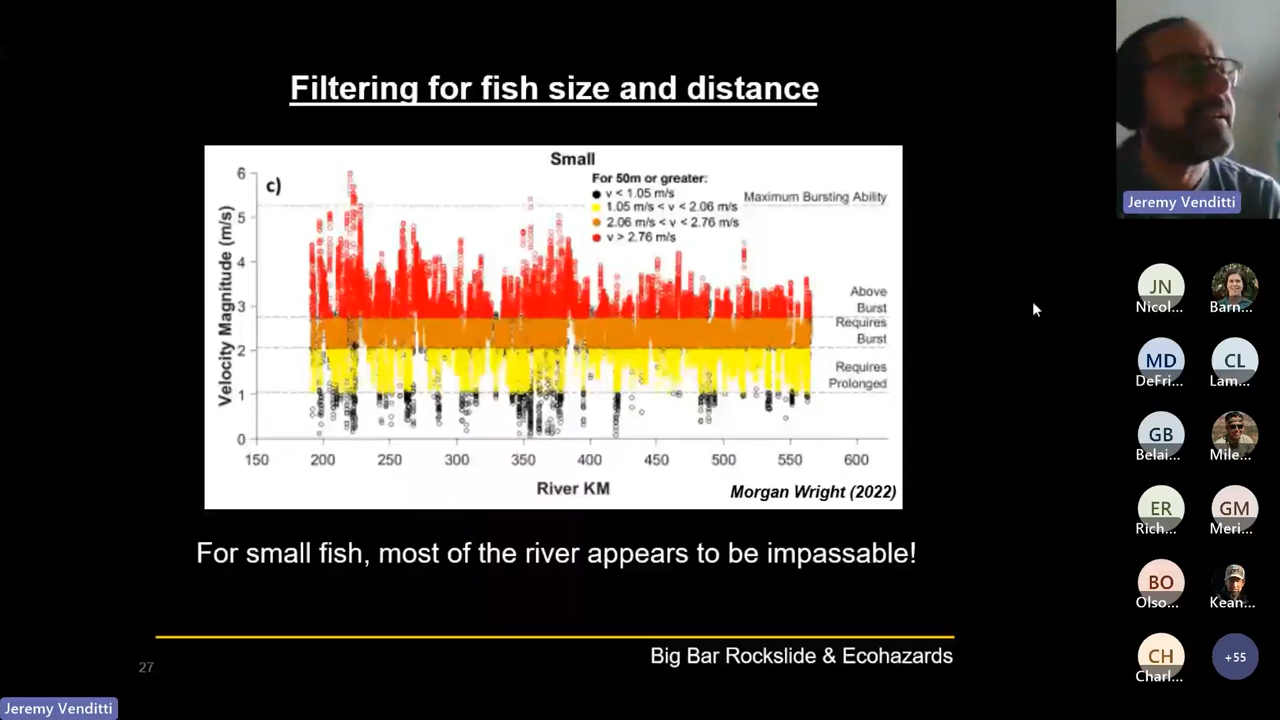 Filtering for fish size and distance
Small
c)
For 50m or greater:
v < 1.05 m/s
1.05 m/s < v < 2.06 m/s
2.06 m/s < v < 2.76 m/s
v > 2.76 m/s
Maximum Bursting Ability
Above
Burst
Requires
Burst
Requires
Prolonged
Velocity Magnitude (m/s)
6
5
4
3
2
1
0
150 200 250 300 350 400 450 500 550 600
River KM
Morgan Wright (2022)
For small fish, most of the river appears to be impassable!
Big Bar Rockslide & Ecohazards
27
Jeremy Venditti
JN
Nicol...
Barn...
MD
DeFri...
CL
Lam...
GB
Belai...
Mile...
ER
Rich...
GM
Meri...
BO
Olso...
Kean...
CH
Charl...
+55
Jeremy Venditti